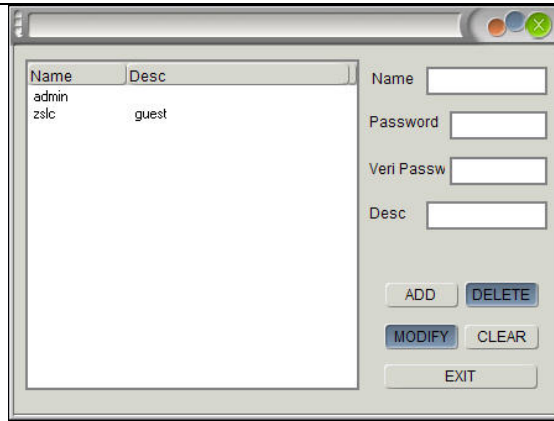 Name Desc
admin
zslc guest
Name
Password
Veri Passw
Desc
ADD DELETE
MODIFY CLEAR
EXIT